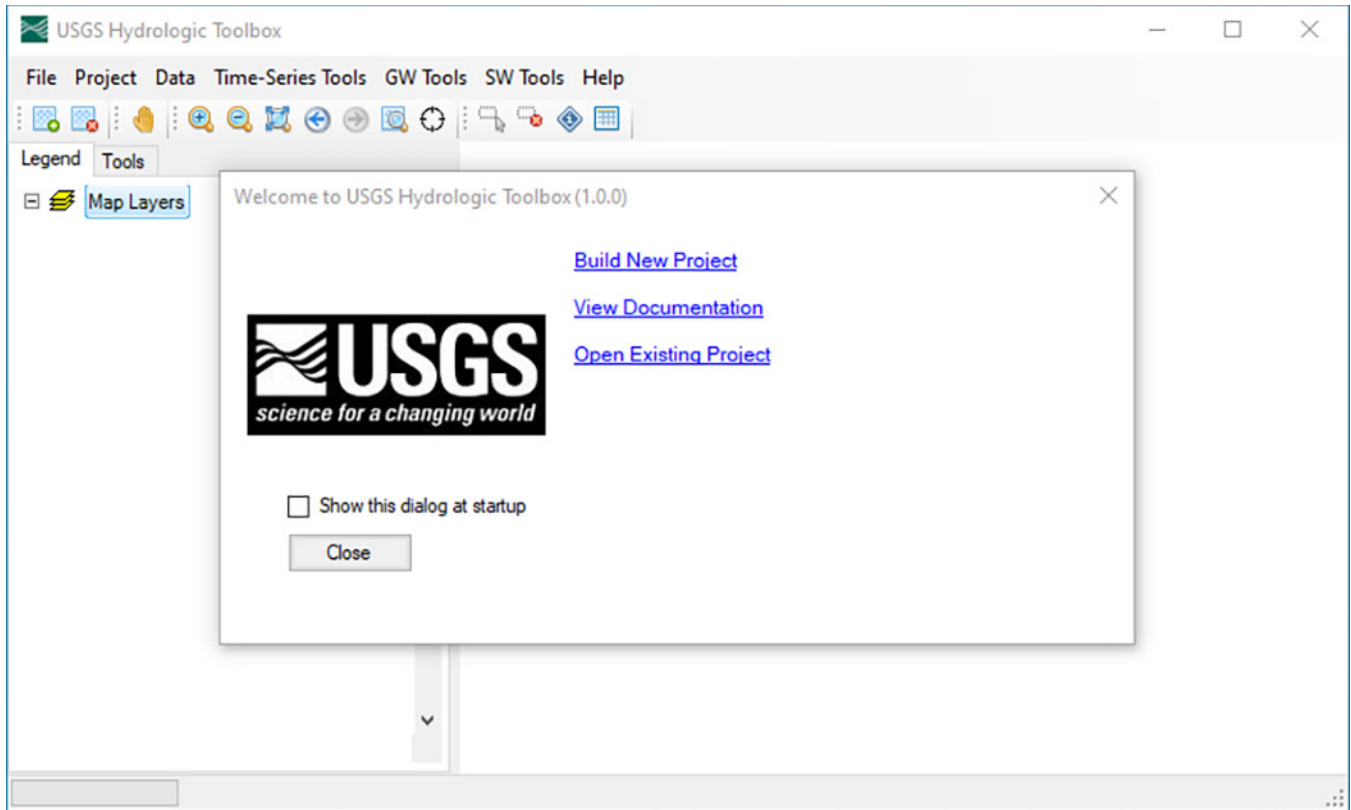 USGS Hydrologic Toolbox
File Project Data Time-Series Tools GW Tools SW Tools Help
Legend Tools
Map Layers
Welcome to USGS Hydrologic Toolbox (1.0.0)
Build New Project
View Documentation
Open Existing Project
USGS
science for a changing world
Show this dialog at startup
Close